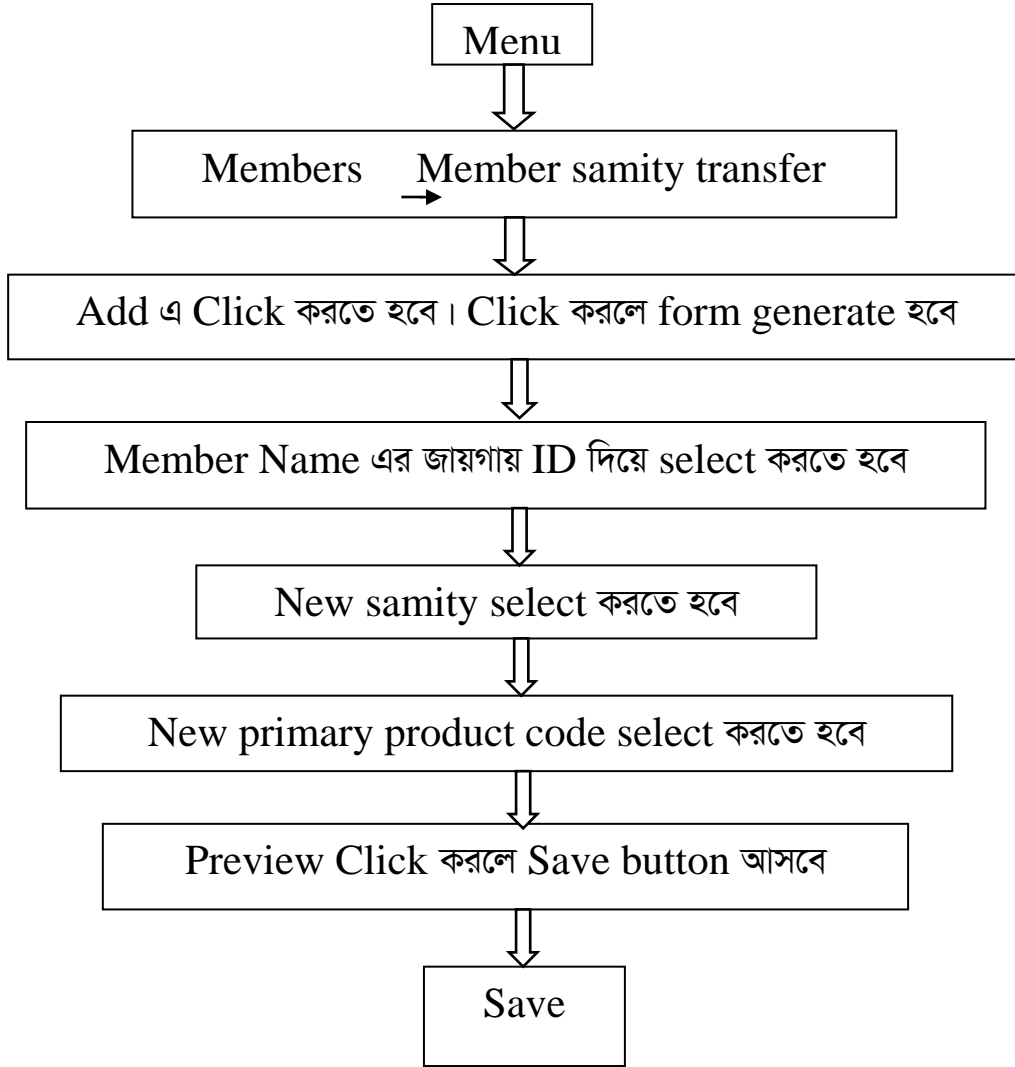 Menu
Members → Member samity transfer
Add এ Click করতে হবে। Click করলে form generate হবে
Member Name এর জায়গায় ID দিয়ে select করতে হবে
New samity select করতে হবে
New primary product code select করতে হবে
Preview Click করলে Save button আসবে
Save